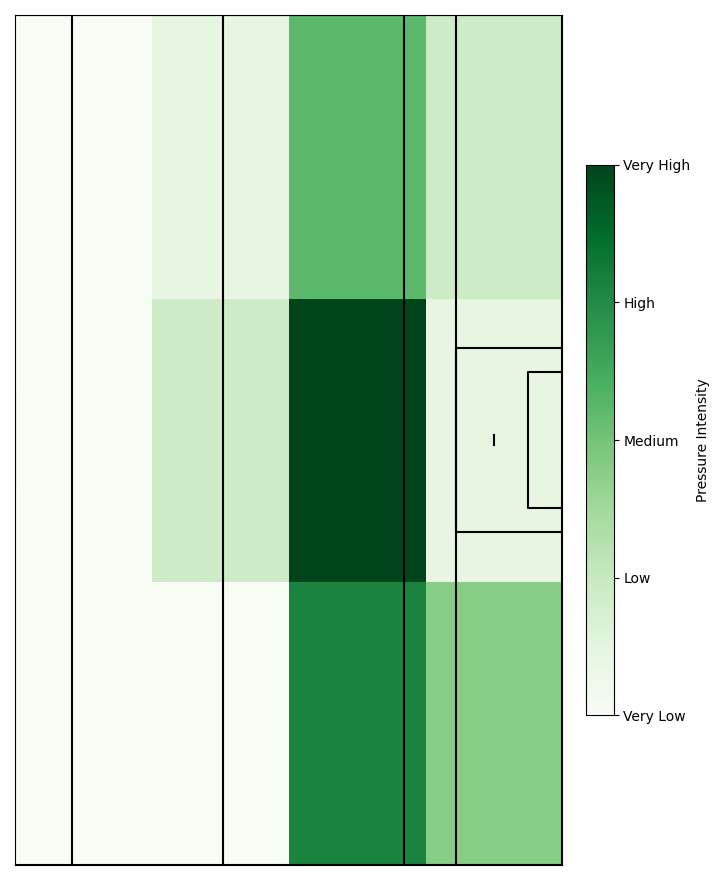 Very High
High
Medium
Low
Very Low
Pressure Intensity